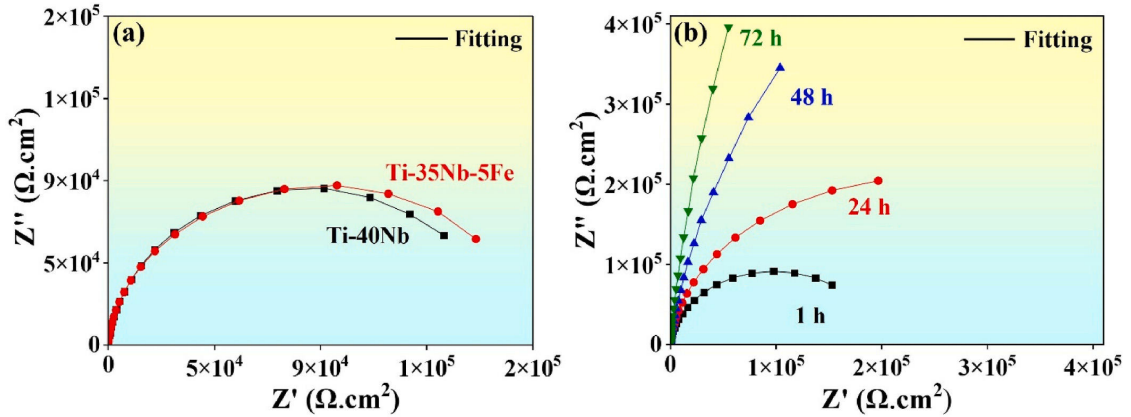 (a)
Fitting
2×10⁵
1×10⁵
9×10⁴
5×10⁴
0
Z'' (Ω.cm²)
Ti-35Nb-5Fe
Ti-40Nb
0
5×10⁴
9×10⁴
1×10⁵
2×10⁵
Z' (Ω.cm²)
(b)
Fitting
4×10⁵
3×10⁵
2×10⁵
1×10⁵
0
Z'' (Ω.cm²)
72 h
48 h
24 h
1 h
0
1×10⁵
2×10⁵
3×10⁵
4×10⁵
Z' (Ω.cm²)